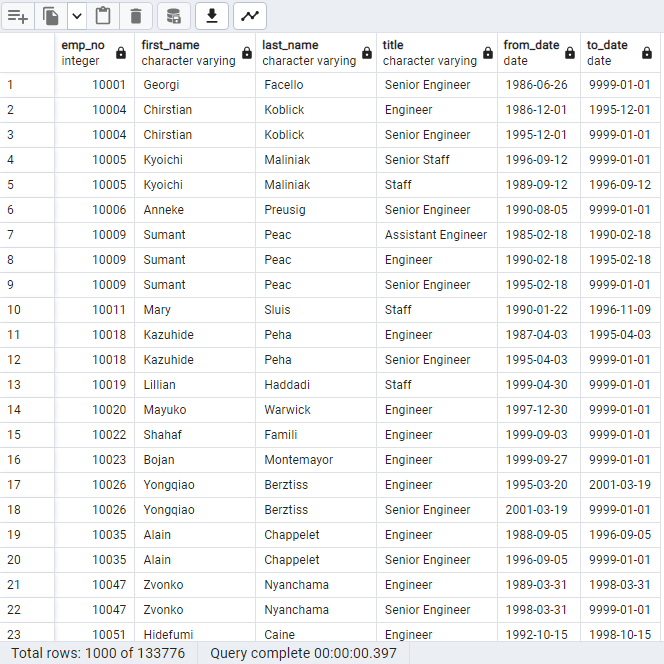 emp_no first_name last_name title from_date to_date
integer character varying character varying character varying date date
1 10001 Georgi Facello Senior Engineer 1986-06-26 9999-01-01
2 10004 Chirstian Koblick Engineer 1986-12-01 1995-12-01
3 10004 Chirstian Koblick Senior Engineer 1995-12-01 9999-01-01
4 10005 Kyoichi Maliniak Senior Staff 1996-09-12 9999-01-01
5 10005 Kyoichi Maliniak Staff 1989-09-12 1996-09-12
6 10006 Anneke Preusig Senior Engineer 1990-08-05 9999-01-01
7 10009 Sumant Peac Assistant Engineer 1985-02-18 1990-02-18
8 10009 Sumant Peac Engineer 1990-02-18 1995-02-18
9 10009 Sumant Peac Senior Engineer 1995-02-18 9999-01-01
10 10011 Mary Sluis Staff 1990-01-22 1996-11-09
11 10018 Kazuhide Peha Engineer 1987-04-03 1995-04-03
12 10018 Kazuhide Peha Senior Engineer 1995-04-03 9999-01-01
13 10019 Lillian Haddadi Staff 1999-04-30 9999-01-01
14 10020 Mayuko Warwick Engineer 1997-12-30 9999-01-01
15 10022 Shahaf Famili Engineer 1999-09-03 9999-01-01
16 10023 Bojan Montemayor Engineer 1999-09-27 9999-01-01
17 10026 Yongqiao Berztiss Engineer 1995-03-20 2001-03-19
18 10026 Yongqiao Berztiss Senior Engineer 2001-03-19 9999-01-01
19 10035 Alain Chappelet Engineer 1988-09-05 1996-09-05
20 10035 Alain Chappelet Senior Engineer 1996-09-05 9999-01-01
21 10047 Zvonko Nyanchama Engineer 1989-03-31 1998-03-31
22 10047 Zvonko Nyanchama Senior Engineer 1998-03-31 9999-01-01
23 10051 Hidefumi Caine Engineer 1992-10-15 1998-10-15
Total rows: 1000 of 133776 Query complete 00:00:00.397